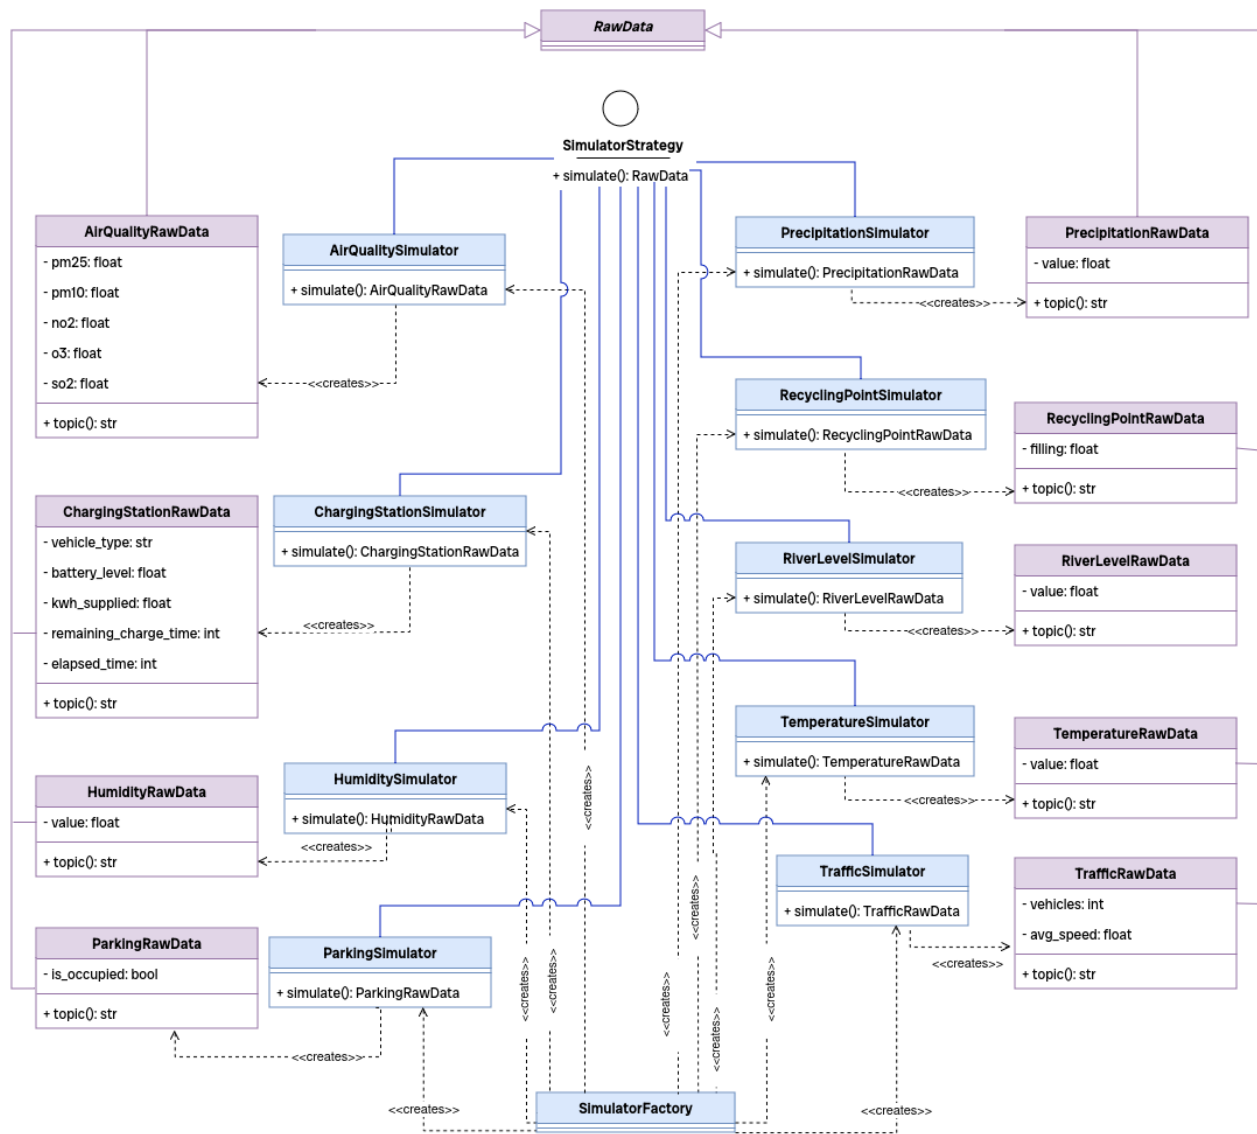 RawData
SimulatorStrategy
+ simulate(): RawData
AirQualityRawData
- pm25: float
- pm10: float
- no2: float
- o3: float
- so2: float
+ topic(): str
AirQualitySimulator
+ simulate(): AirQualityRawData
<<creates>>
PrecipitationSimulator
+ simulate(): PrecipitationRawData
<<creates>>
PrecipitationRawData
- value: float
+ topic(): str
RecyclingPointSimulator
+ simulate(): RecyclingPointRawData
<<creates>>
RecyclingPointRawData
- filling: float
+ topic(): str
ChargingStationRawData
- vehicle_type: str
- battery_level: float
- kwh_supplied: float
- remaining_charge_time: int
- elapsed_time: int
+ topic(): str
ChargingStationSimulator
+ simulate(): ChargingStationRawData
<<creates>>
RiverLevelSimulator
+ simulate(): RiverLevelRawData
<<creates>>
RiverLevelRawData
- value: float
+ topic(): str
TemperatureSimulator
+ simulate(): TemperatureRawData
<<creates>>
TemperatureRawData
- value: float
+ topic(): str
HumidityRawData
- value: float
+ topic(): str
HumiditySimulator
+ simulate(): HumidityRawData
<<creates>>
<<creates>>
TrafficSimulator
+ simulate(): TrafficRawData
<<creates>>
TrafficRawData
- vehicles: int
- avg_speed: float
+ topic(): str
ParkingRawData
- is_occupied: bool
+ topic(): str
ParkingSimulator
+ simulate(): ParkingRawData
<<creates>>
<<creates>>
<<creates>>
<<creates>>
<<creates>>
<<creates>>
<<creates>>
<<creates>>
SimulatorFactory
<<creates>>